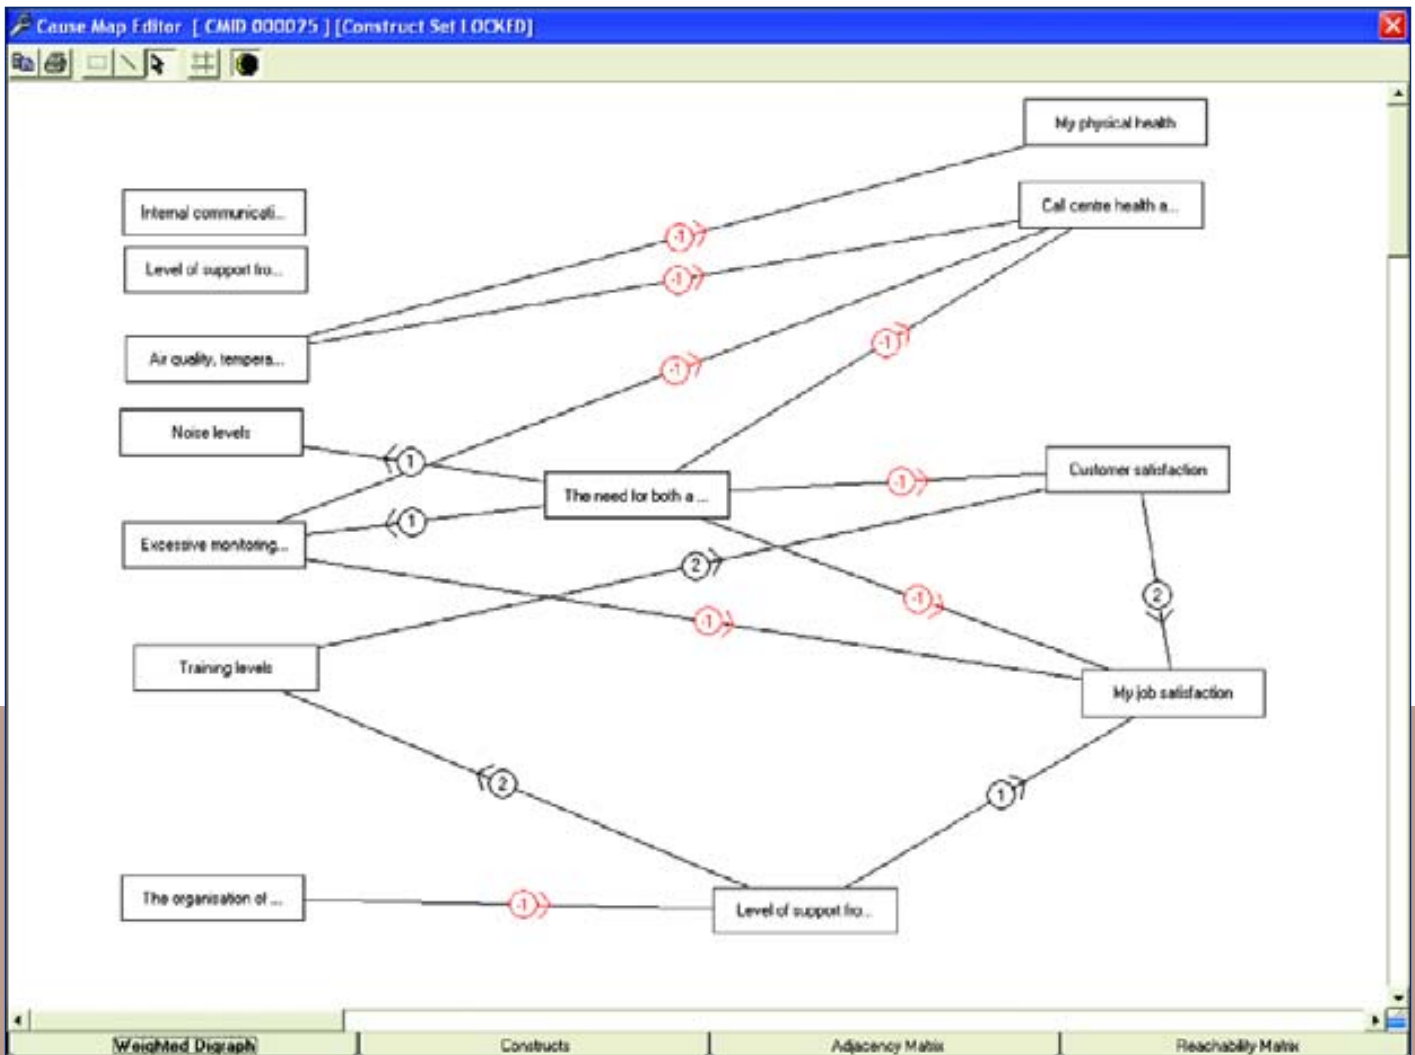 Cause Map Editor [ CMID 000025 ] [Construct Set LOCKED]
My physical health
Call centre health a...
Internal communicati...
Level of support fro...
-1
-1
Air quality, tempera...
-1
-1
Noise levels
1
Customer satisfaction
The need for both a ...
-1
Excessive monitoring...
1
2
-1
2
-1
Training levels
My job satisfaction
2
1
The organisation of ...
-1
Level of support fro...
Weighted Digraph
Constructs
Adjacency Matrix
Reachability Matrix